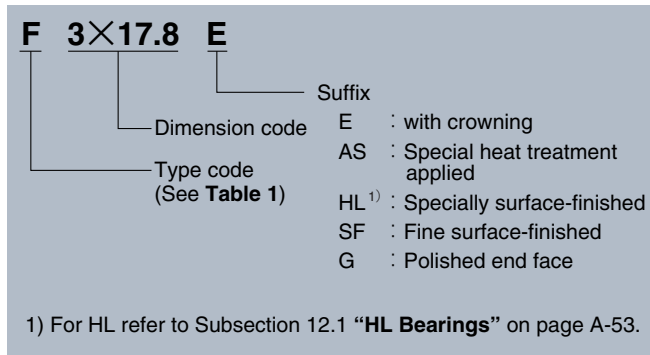 F 3×17.8 E
Suffix
Dimension code
Type code
(See Table 1)
E : with crowning
AS : Special heat treatment
applied
HL1) : Specially surface-finished
SF : Fine surface-finished
G : Polished end face
1) For HL refer to Subsection 12.1 “HL Bearings” on page A-53.